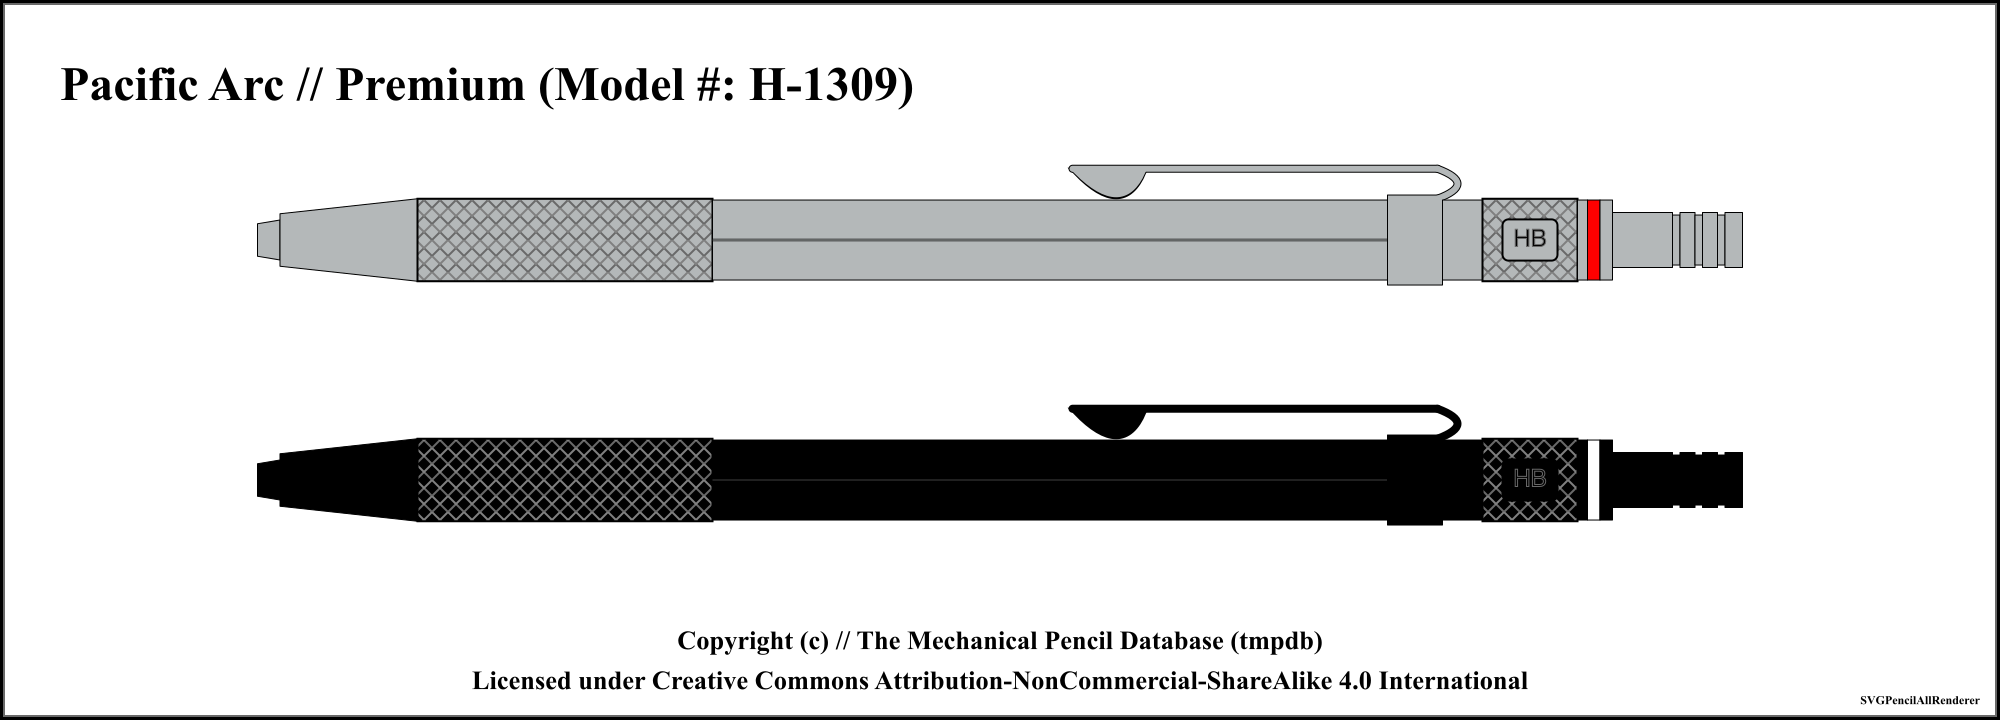 Pacific Arc // Premium (Model #: H-1309)
HB
HB
Copyright (c) // The Mechanical Pencil Database (tmpdb)
Licensed under Creative Commons Attribution-NonCommercial-ShareAlike 4.0 International
SVGPencilAllRenderer